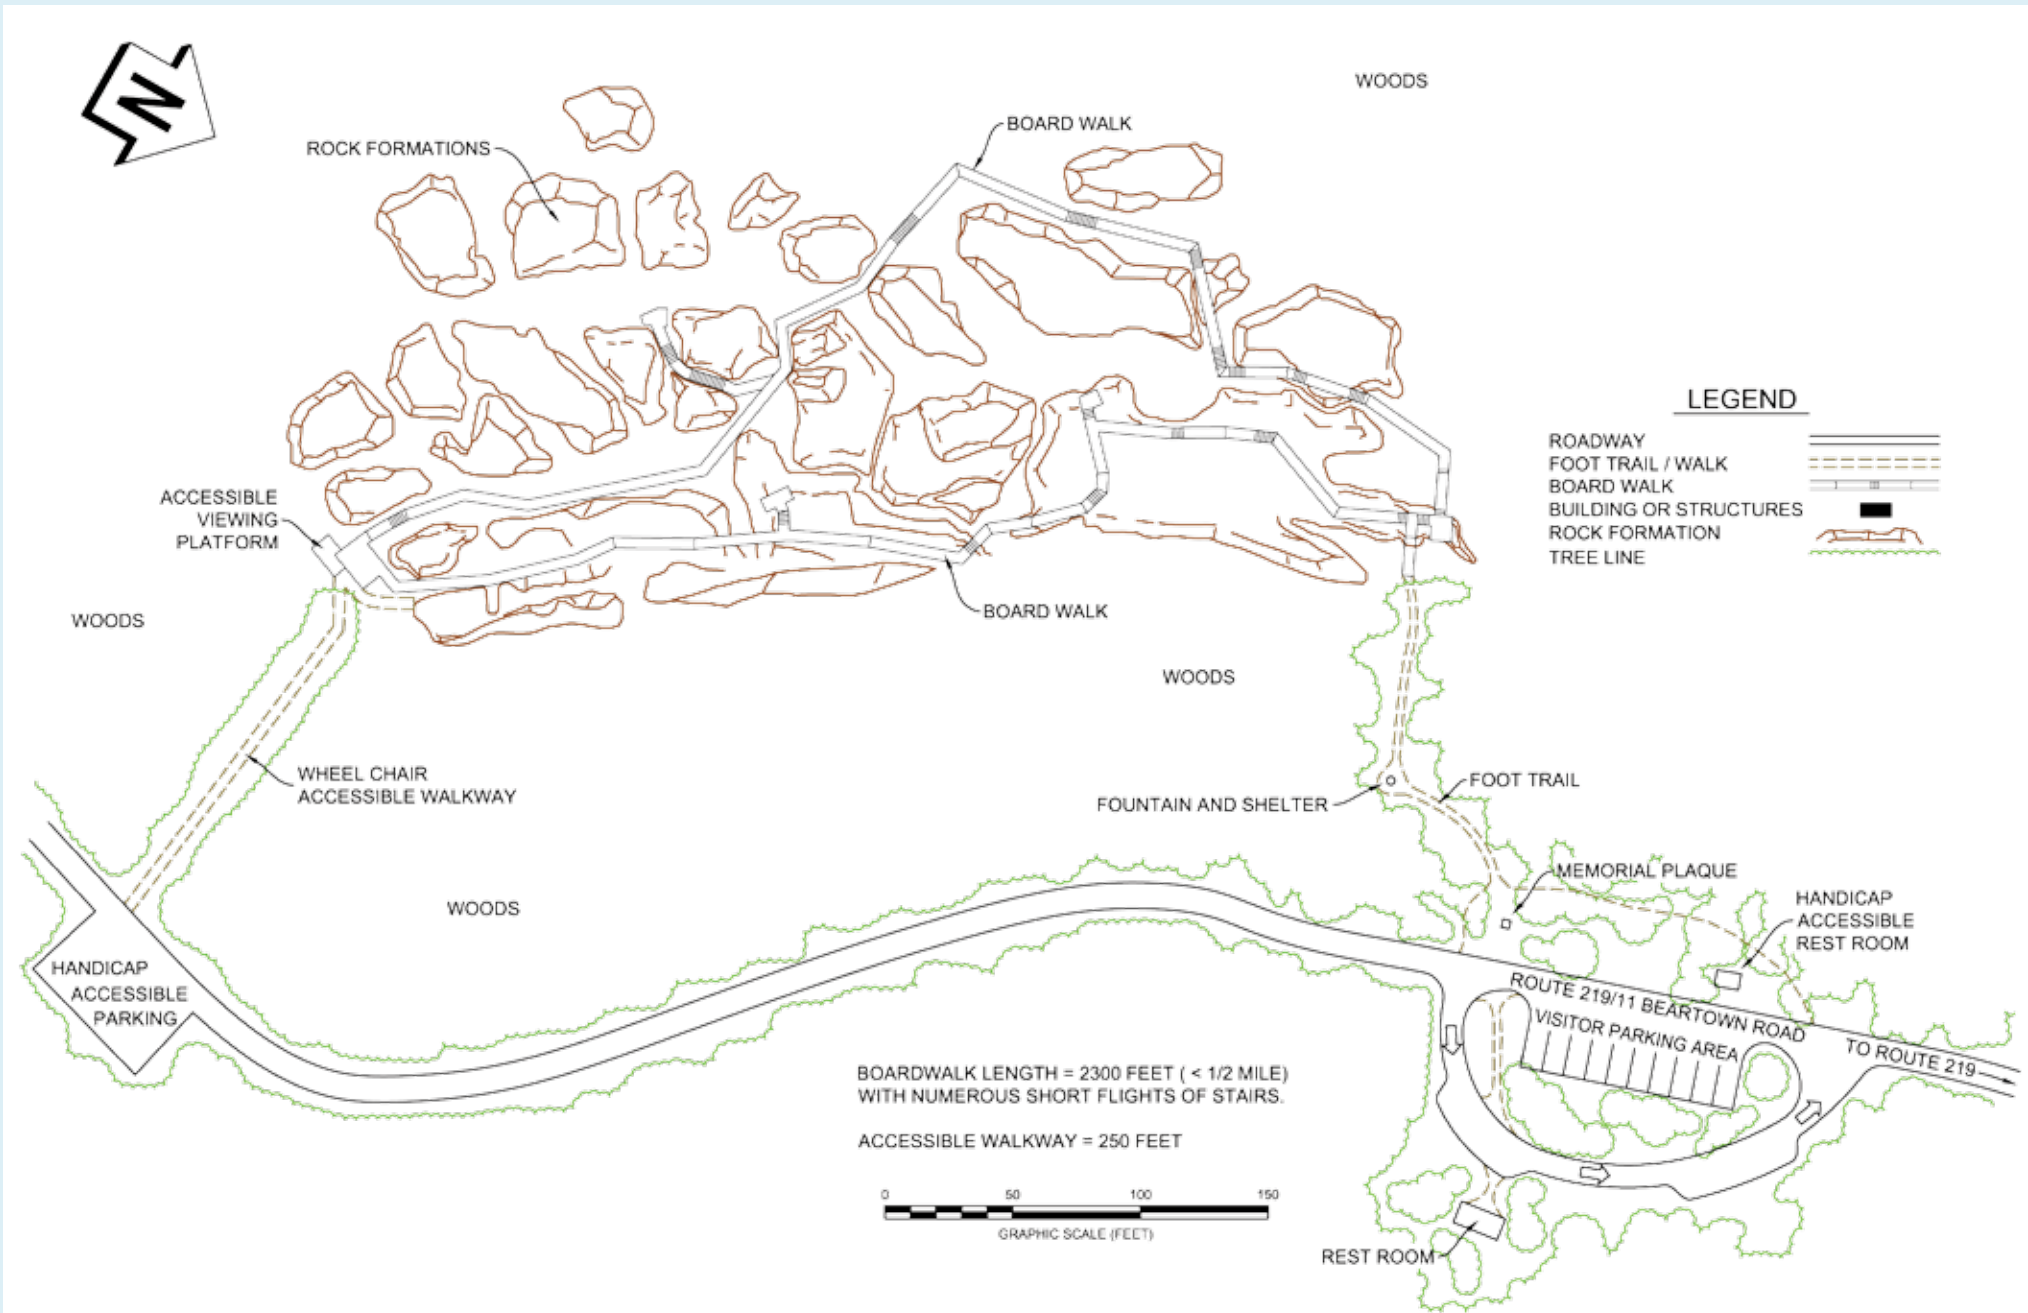 N
WOODS
BOARD WALK
ROCK FORMATIONS
LEGEND
ROADWAY
FOOT TRAIL / WALK
BOARD WALK
BUILDING OR STRUCTURES
ROCK FORMATION
TREE LINE
ACCESSIBLE
VIEWING
PLATFORM
WOODS
BOARD WALK
WOODS
WHEEL CHAIR
ACCESSIBLE WALKWAY
FOOT TRAIL
FOUNTAIN AND SHELTER
MEMORIAL PLAQUE
HANDICAP
ACCESSIBLE
REST ROOM
WOODS
HANDICAP
ACCESSIBLE
PARKING
ROUTE 219/11 BEARTOWN ROAD
VISITOR PARKING AREA
TO ROUTE 219
BOARDWALK LENGTH = 2300 FEET ( < 1/2 MILE)
WITH NUMEROUS SHORT FLIGHTS OF STAIRS.
ACCESSIBLE WALKWAY = 250 FEET
0 50 100 150
GRAPHIC SCALE (FEET)
REST ROOM